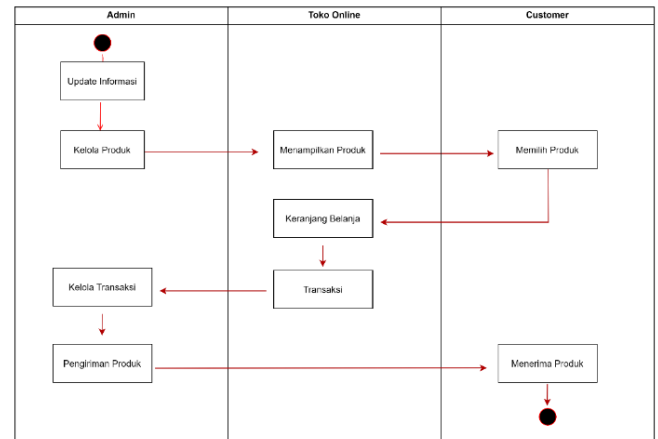 Admin
Toko Online
Customer
Update Informasi
Kelola Produk
Menampilkan Produk
Memilih Produk
Keranjang Belanja
Kelola Transaksi
Transaksi
Pengiriman Produk
Menerima Produk